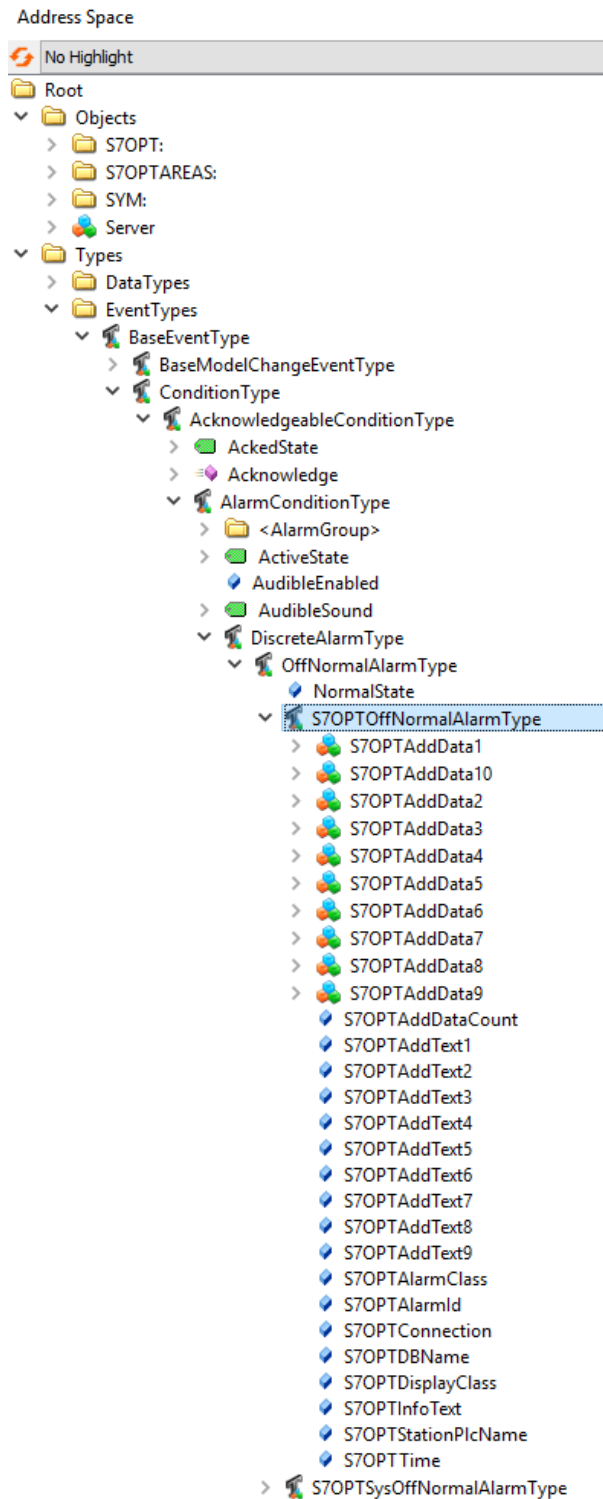 Address Space
No Highlight
Root
Objects
S7OPT:
S7OPTAREAS:
SYM:
Server
Types
DataTypes
EventTypes
BaseEventType
BaseModelChangeEventType
ConditionType
AcknowledgeableConditionType
AckedState
Acknowledge
AlarmConditionType
<AlarmGroup>
ActiveState
AudibleEnabled
AudibleSound
DiscreteAlarmType
OffNormalAlarmType
NormalState
S7OPTOffNormalAlarmType
S7OPTAddData1
S7OPTAddData10
S7OPTAddData2
S7OPTAddData3
S7OPTAddData4
S7OPTAddData5
S7OPTAddData6
S7OPTAddData7
S7OPTAddData8
S7OPTAddData9
S7OPTAddDataCount
S7OPTAddText1
S7OPTAddText2
S7OPTAddText3
S7OPTAddText4
S7OPTAddText5
S7OPTAddText6
S7OPTAddText7
S7OPTAddText8
S7OPTAddText9
S7OPTAlarmClass
S7OPTAlarmId
S7OPTConnection
S7OPTDBName
S7OPTDisplayClass
S7OPTInfoText
S7OPTStationPlcName
S7OPTTime
S7OPTSysOffNormalAlarmType